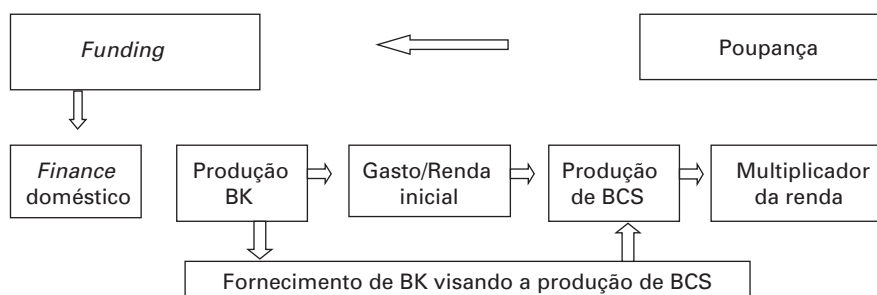 Funding
Poupança
Finance
doméstico
Produção
BK
Gasto/Renda
inicial
Produção
de BCS
Multiplicador
da renda
Fornecimento de BK visando a produção de BCS